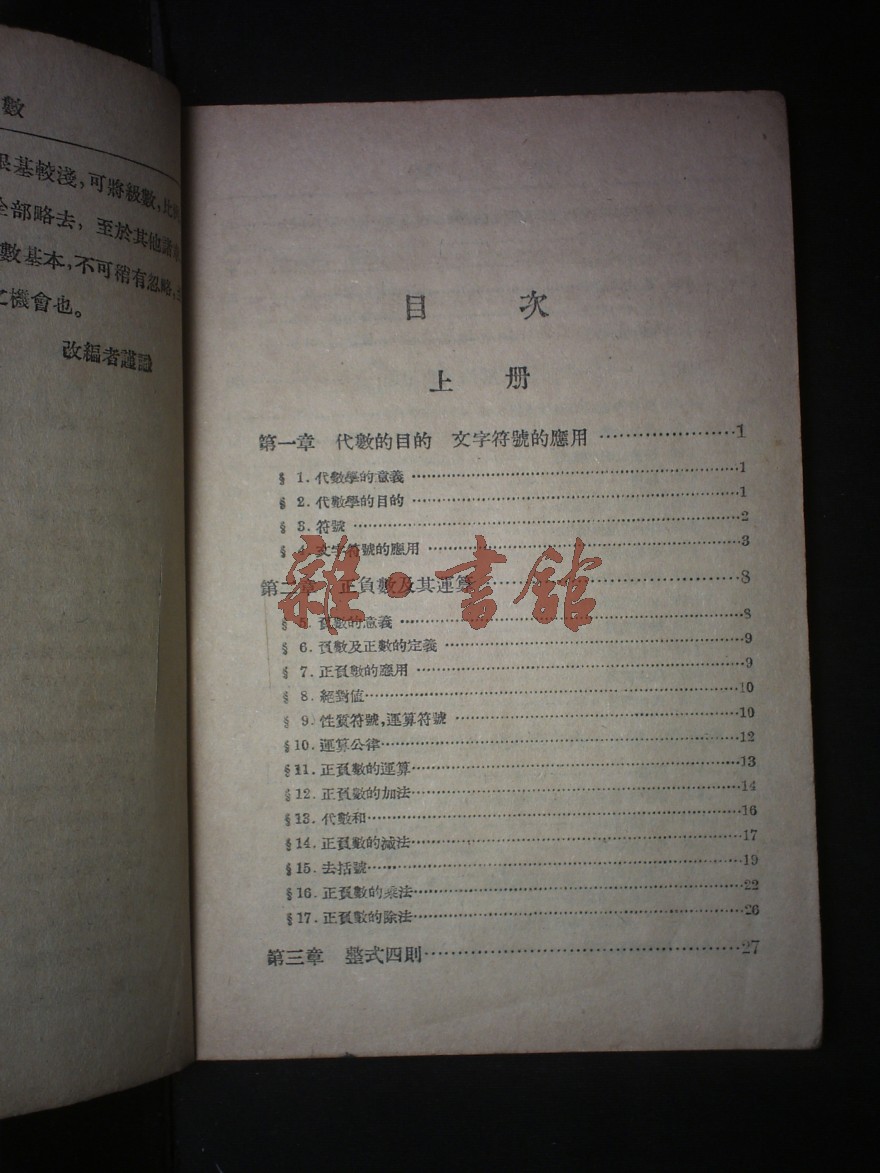 數
根基較淺,可將級數,比例
全部略去,至於其他諸章
數基本,不可稍有忽略,
之機會也。
改編者謹識
目 次
上 册
第一章 代數的目的 文字符號的應用 …………………1
§ 1. 代數學的意義 …………………1
§ 2. 代數學的目的 …………………1
§ 3. 符號 …………………2
§ 4. 文字符號的應用 …………………3
第二章 正負數及其運算 …………………8
§ 5. 負數的意義 …………………8
§ 6. 負數及正數的定義 …………………9
§ 7. 正負數的應用 …………………9
§ 8. 絕對值 …………………10
§ 9. 性質符號,運算符號 …………………10
§10. 運算公律 …………………12
§11. 正負數的運算 …………………13
§12. 正負數的加法 …………………14
§13. 代數和 …………………16
§14. 正負數的減法 …………………17
§15. 去括號 …………………19
§16. 正負數的乘法 …………………22
§17. 正負數的除法 …………………26
第三章 整式四則 …………………27
雜·書館